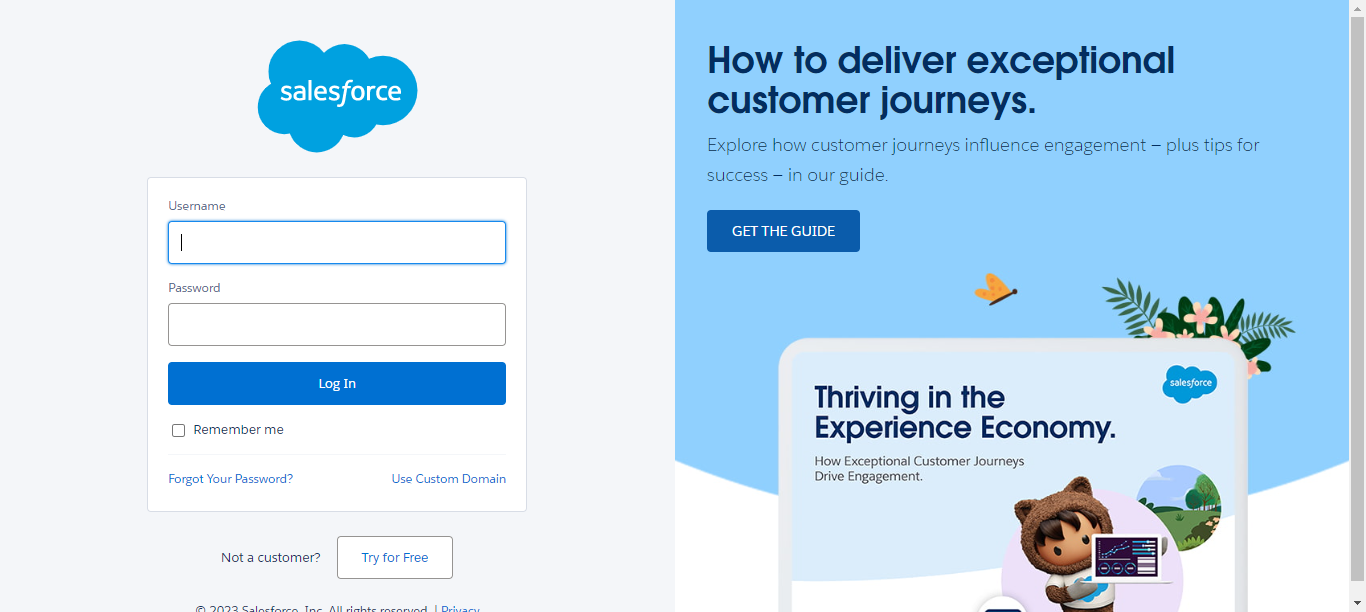 salesforce
Username
Password
Log In
Remember me
Forgot Your Password?
Use Custom Domain
Not a customer?
Try for Free
© 2023 Salesforce, Inc. All rights reserved. | Privacy
How to deliver exceptional
customer journeys.
Explore how customer journeys influence engagement – plus tips for
success – in our guide.
GET THE GUIDE
salesforce
Thriving in the
Experience Economy.
How Exceptional Customer Journeys
Drive Engagement.